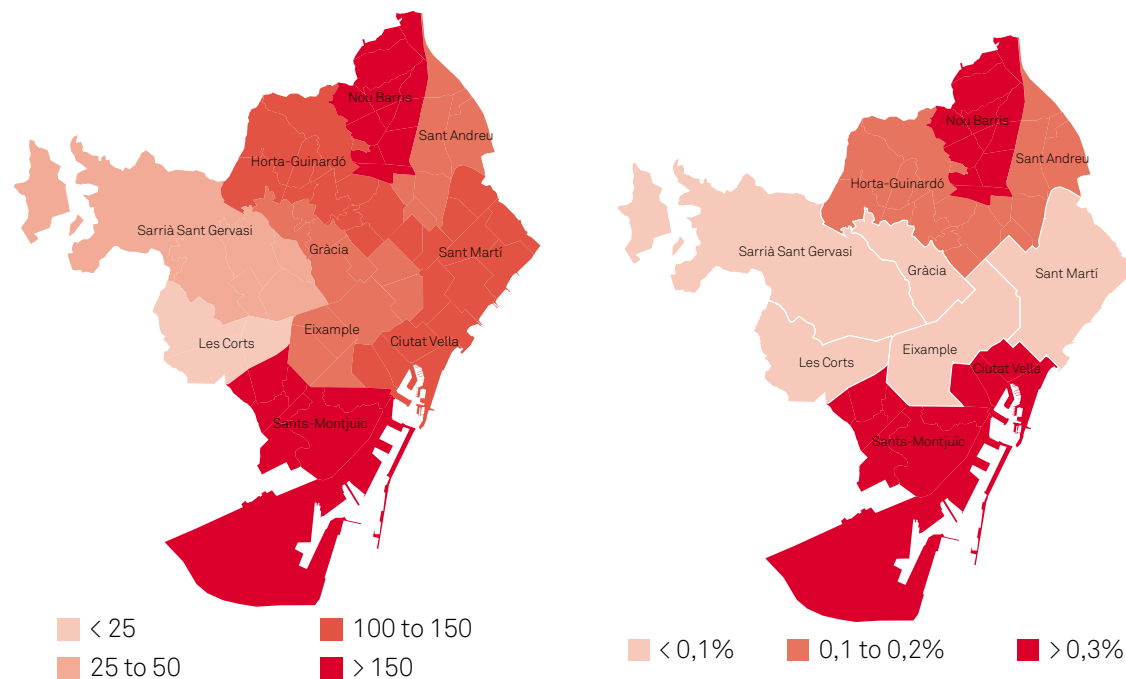 Nou Barris
Sant Andreu
Horta-Guinardó
Sarrià Sant Gervasi
Gràcia
Sant Martí
Eixample
Les Corts
Ciutat Vella
Sants-Montjuic
< 25
25 to 50
100 to 150
> 150
Nou Barris
Sant Andreu
Horta-Guinardó
Sarrià Sant Gervasi
Gràcia
Sant Martí
Eixample
Les Corts
Ciutat Vella
Sants-Montjuic
< 0,1%
0,1 to 0,2%
> 0,3%